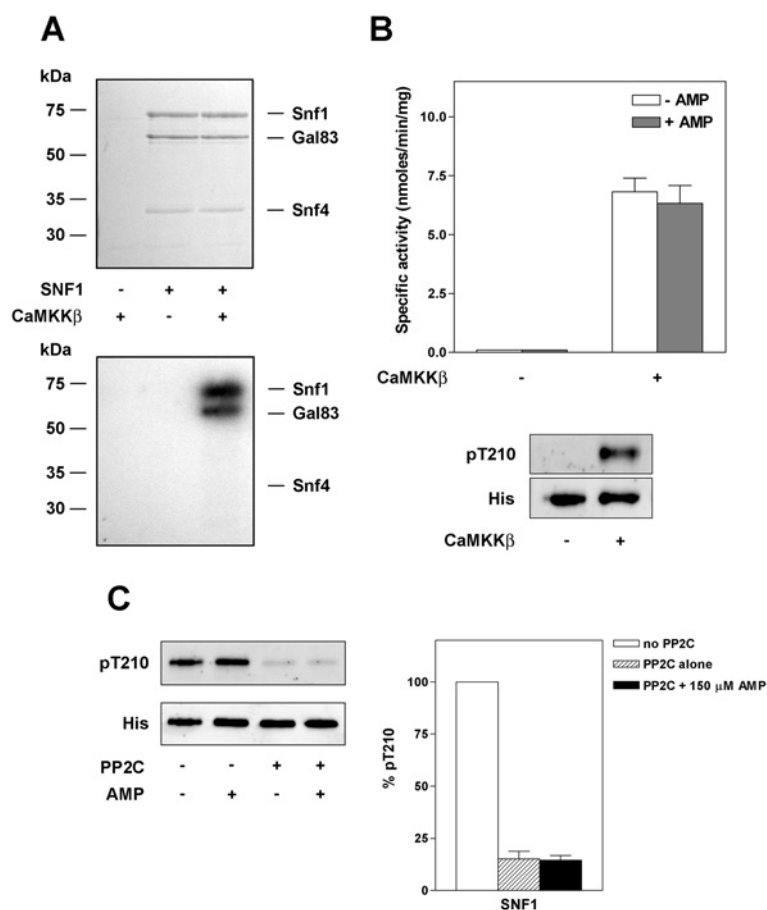 A
kDa
75
50
35
30
Snf1
Gal83
Snf4
SNF1 - + +
CaMKKβ + - +
kDa
75
50
35
30
Snf1
Gal83
Snf4
B
Specific activity (nmoles/min/mg)
10.0
7.5
5.0
2.5
0.0
- AMP
+ AMP
CaMKKβ - +
pT210
His
CaMKKβ - +
C
pT210
His
PP2C - - + +
AMP - + - +
% pT210
100
75
50
25
0
SNF1
no PP2C
PP2C alone
PP2C + 150 μM AMP